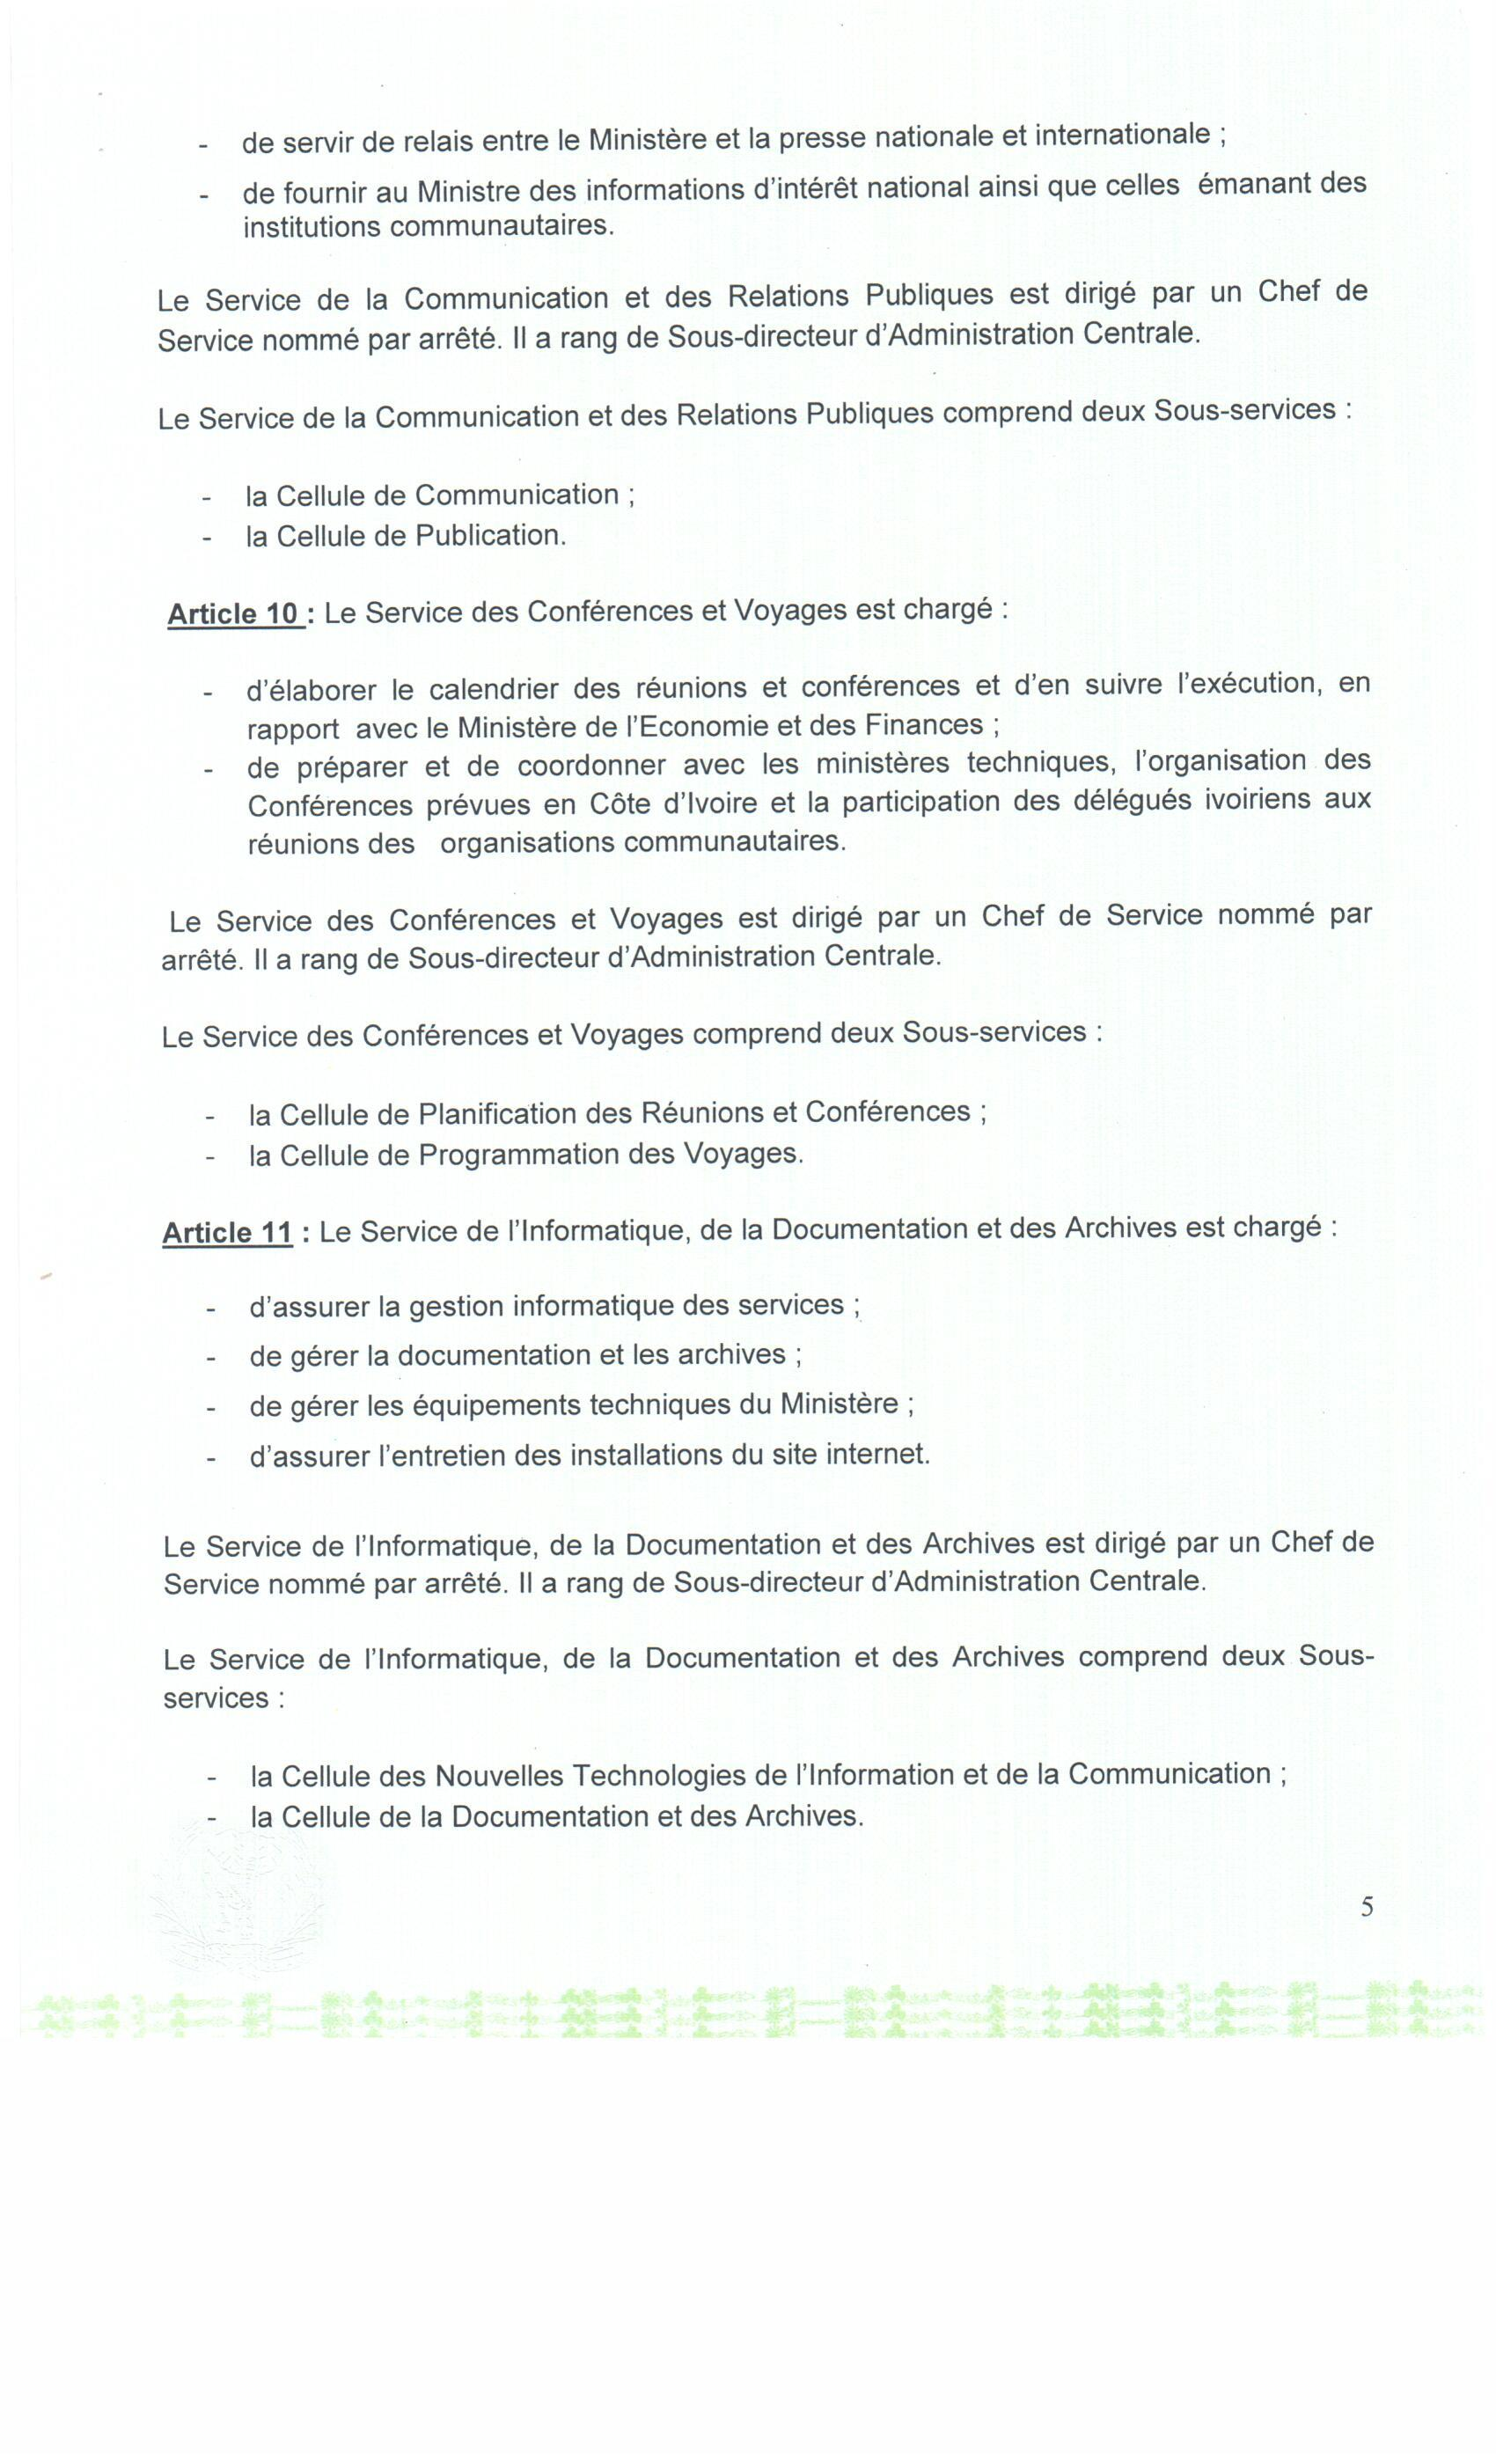 - de servir de relais entre le Ministère et la presse nationale et internationale ;
- de fournir au Ministre des informations d'intérêt national ainsi que celles émanant des
institutions communautaires.
Le Service de la Communication et des Relations Publiques est dirigé par un Chef de
Service nommé par arrêté. Il a rang de Sous-directeur d'Administration Centrale.
Le Service de la Communication et des Relations Publiques comprend deux Sous-services :
- la Cellule de Communication ;
- la Cellule de Publication.
Article 10 : Le Service des Conférences et Voyages est chargé :
- d'élaborer le calendrier des réunions et conférences et d'en suivre l'exécution, en
rapport avec le Ministère de l'Economie et des Finances ;
- de préparer et de coordonner avec les ministères techniques, l'organisation des
Conférences prévues en Côte d'Ivoire et la participation des délégués ivoiriens aux
réunions des organisations communautaires.
Le Service des Conférences et Voyages est dirigé par un Chef de Service nommé par
arrêté. Il a rang de Sous-directeur d'Administration Centrale.
Le Service des Conférences et Voyages comprend deux Sous-services :
- la Cellule de Planification des Réunions et Conférences ;
- la Cellule de Programmation des Voyages.
Article 11 : Le Service de l'Informatique, de la Documentation et des Archives est chargé :
- d'assurer la gestion informatique des services ;
- de gérer la documentation et les archives ;
- de gérer les équipements techniques du Ministère ;
- d'assurer l'entretien des installations du site internet.
Le Service de l'Informatique, de la Documentation et des Archives est dirigé par un Chef de
Service nommé par arrêté. Il a rang de Sous-directeur d'Administration Centrale.
Le Service de l'Informatique, de la Documentation et des Archives comprend deux Sous-
services :
- la Cellule des Nouvelles Technologies de l'Information et de la Communication ;
- la Cellule de la Documentation et des Archives.
5